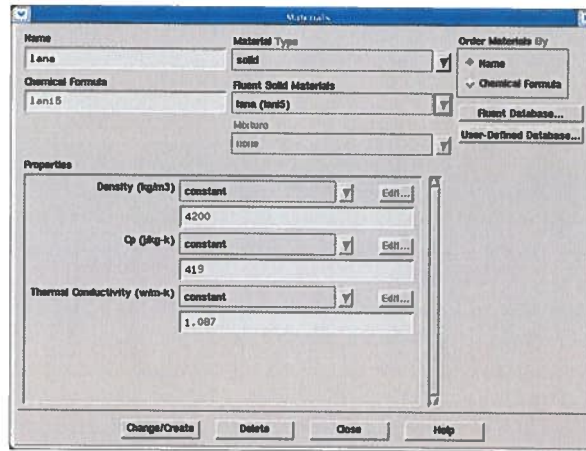 Materials
Name
lana
Chemical Formula
lani5
Material Type
solid
Fluent Solid Materials
lana (lani5)
Mixture
none
Order Materials By
Name
Chemical Formula
Fluent Database...
User-Defined Database...
Properties
Density (kg/m3) constant Edit...
4200
Cp (j/kg-k) constant Edit...
419
Thermal Conductivity (w/m-k) constant Edit...
1.087
Change/Create Delete Close Help